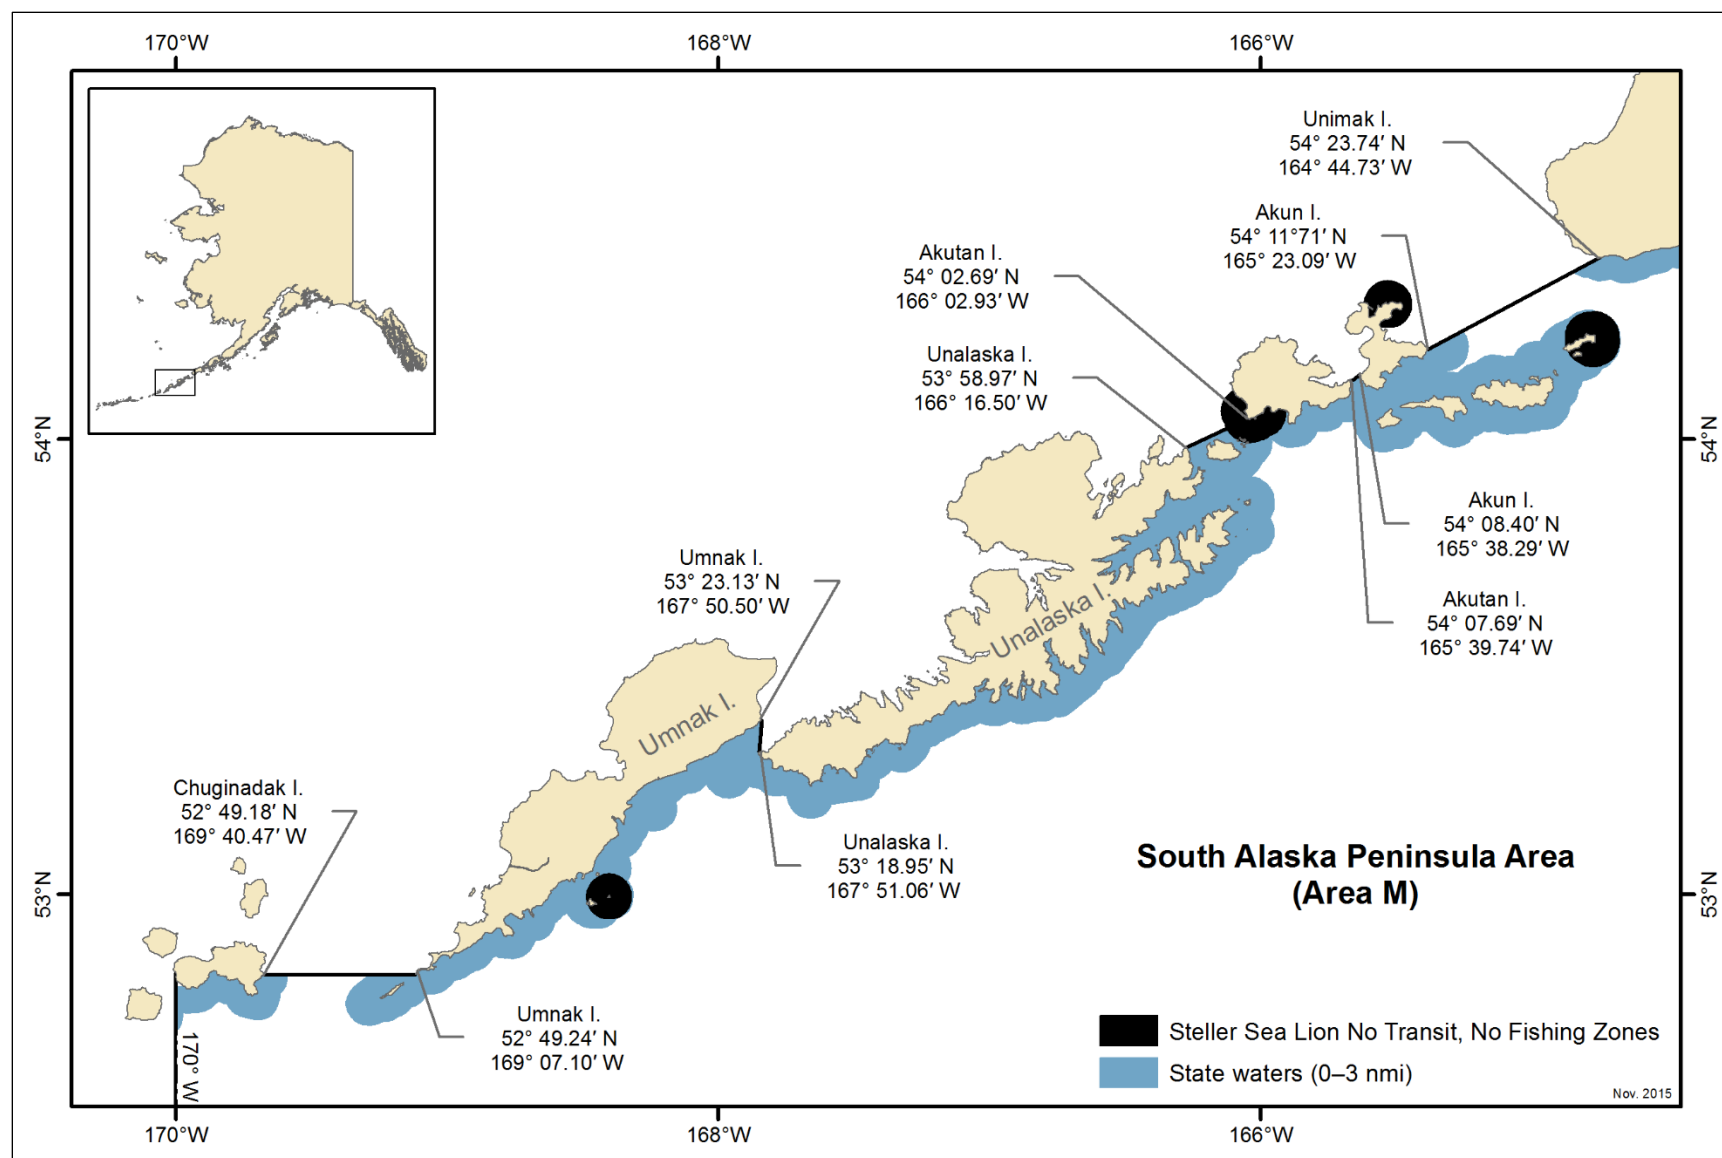 170°W
168°W
166°W
Unimak I.
54° 23.74′ N
164° 44.73′ W
Akun I.
54° 11°71′ N
165° 23.09′ W
Akutan I.
54° 02.69′ N
166° 02.93′ W
Unalaska I.
53° 58.97′ N
166° 16.50′ W
54°N
54°N
Akun I.
54° 08.40′ N
165° 38.29′ W
Umnak I.
53° 23.13′ N
167° 50.50′ W
Akutan I.
54° 07.69′ N
165° 39.74′ W
Unalaska I.
Umnak I.
Chuginadak I.
52° 49.18′ N
169° 40.47′ W
Unalaska I.
53° 18.95′ N
167° 51.06′ W
South Alaska Peninsula Area
(Area M)
53°N
53°N
Umnak I.
52° 49.24′ N
169° 07.10′ W
170° W
Steller Sea Lion No Transit, No Fishing Zones
State waters (0–3 nmi)
Nov. 2015
170°W
168°W
166°W